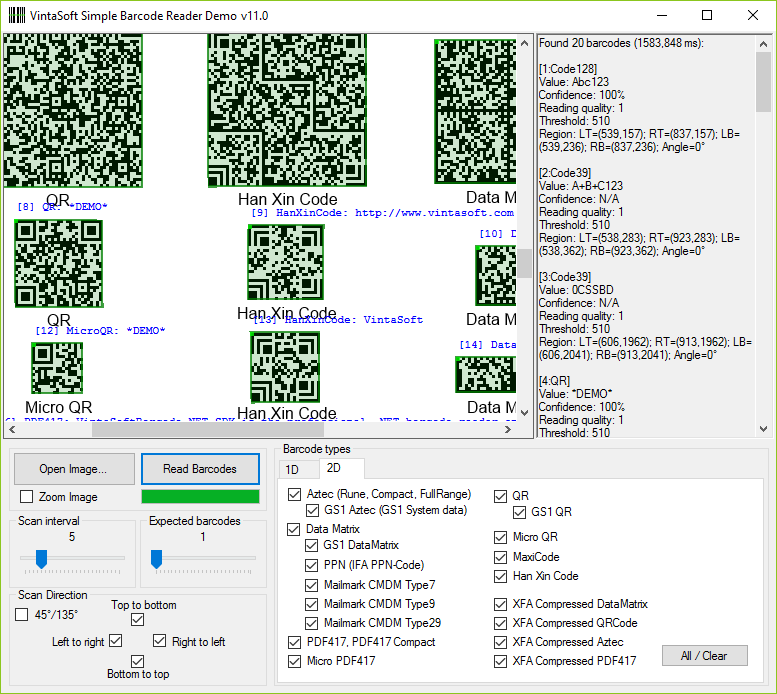 VintaSoft Simple Barcode Reader Demo v11.0
QR
Han Xin Code
Data M
[8] QR: *DEMO*
[9] HanXinCode: http://www.vintasoft.com
[10] D
QR
Han Xin Code
Data M
[12] MicroQR: *DEMO*
[13] HanXinCode: VintaSoft
[14] Data
Micro QR
Han Xin Code
Data M
Found 20 barcodes (1583,848 ms):
[1:Code128]
Value: Abc123
Confidence: 100%
Reading quality: 1
Threshold: 510
Region: LT=(539,157); RT=(837,157); LB=
(539,236); RB=(837,236); Angle=0°
[2:Code39]
Value: A+B+C123
Confidence: N/A
Reading quality: 1
Threshold: 510
Region: LT=(538,283); RT=(923,283); LB=
(538,362); RB=(923,362); Angle=0°
[3:Code39]
Value: 0CSSBD
Confidence: N/A
Reading quality: 1
Threshold: 510
Region: LT=(606,1962); RT=(913,1962); LB=
(606,2041); RB=(913,2041); Angle=0°
[4:QR]
Value: *DEMO*
Confidence: 100%
Reading quality: 1
Threshold: 510
Open Image...
Read Barcodes
Zoom Image
Scan interval
5
Expected barcodes
1
Scan Direction
45°/135°
Top to bottom
Left to right
Right to left
Bottom to top
Barcode types
1D
2D
Aztec (Rune, Compact, FullRange)
GS1 Aztec (GS1 System data)
Data Matrix
GS1 DataMatrix
PPN (IFA PPN-Code)
Mailmark CMDM Type7
Mailmark CMDM Type9
Mailmark CMDM Type29
PDF417, PDF417 Compact
Micro PDF417
QR
GS1 QR
Micro QR
MaxiCode
Han Xin Code
XFA Compressed DataMatrix
XFA Compressed QRCode
XFA Compressed Aztec
XFA Compressed PDF417
All / Clear